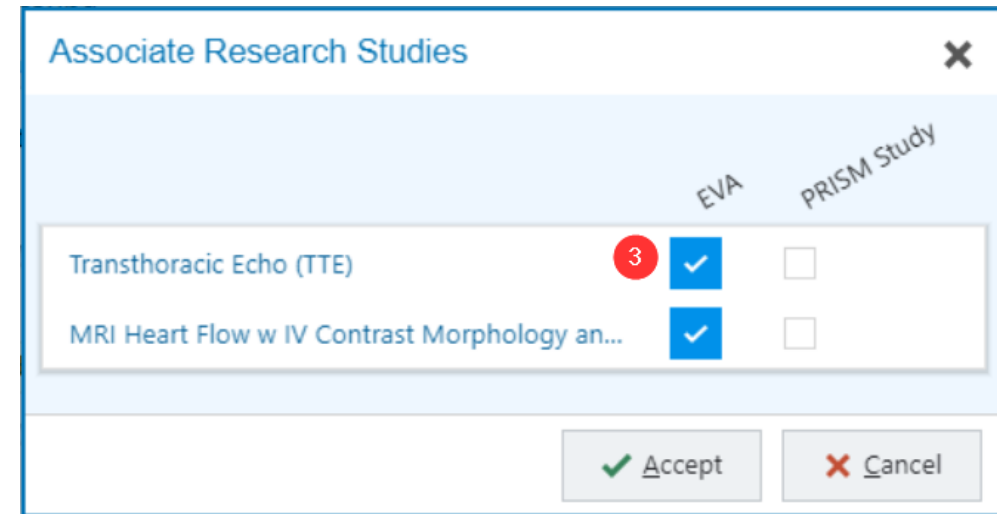 Associate Research Studies
EVA
PRISM Study
Transthoracic Echo (TTE)
3
MRI Heart Flow w IV Contrast Morphology an...
Accept
Cancel